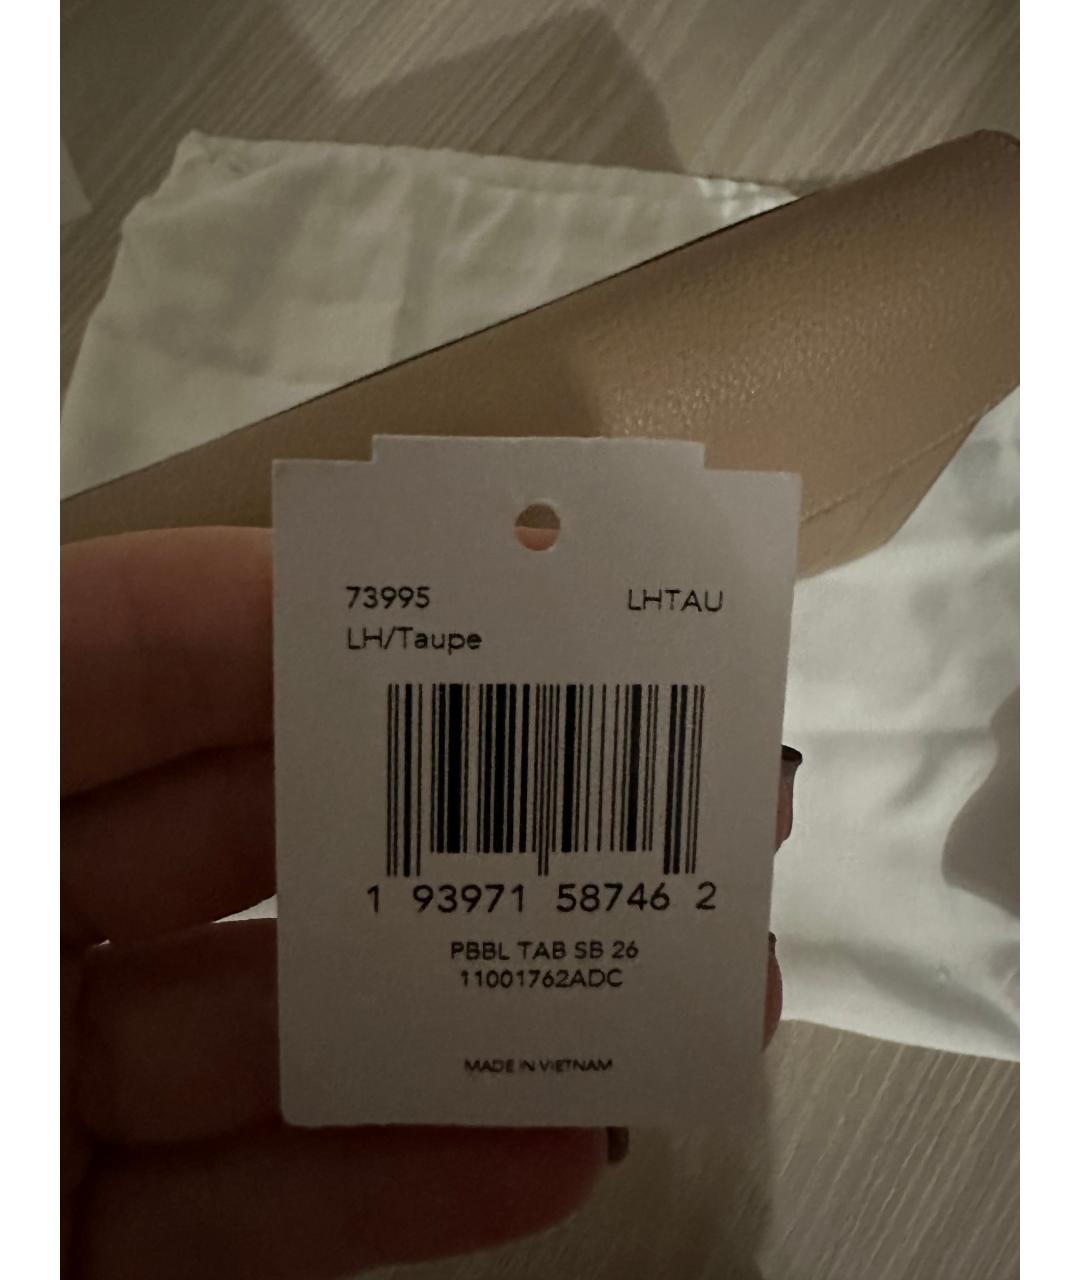 73995 LHTAU
LH/Taupe
1 93971 58746 2
PBBL TAB SB 26
11001762ADC
MADE IN VIETNAM